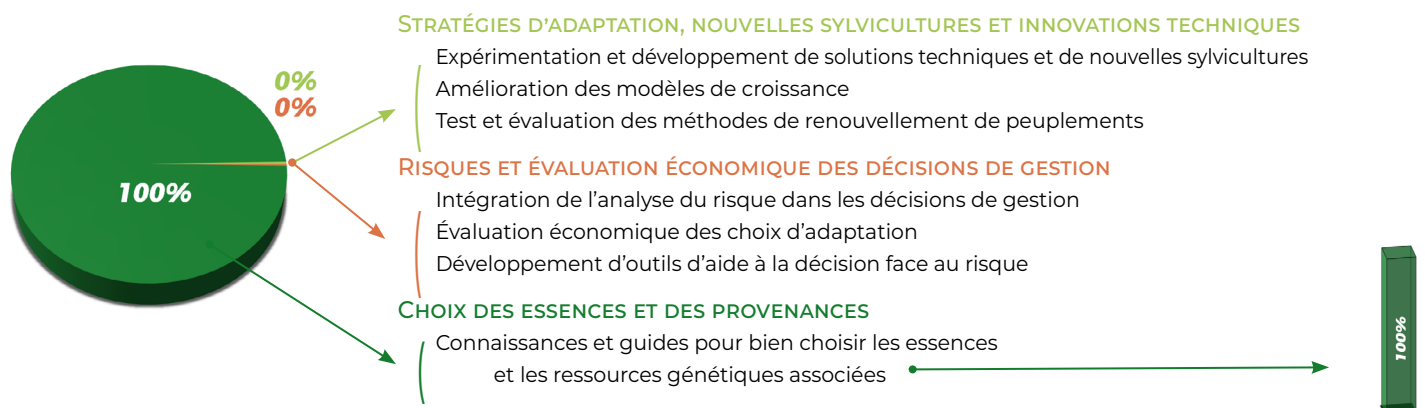 STRATÉGIES D'ADAPTATION, NOUVELLES SYLVICULTURES ET INNOVATIONS TECHNIQUES
Expérimentation et développement de solutions techniques et de nouvelles sylvicultures
0%
Amélioration des modèles de croissance
0%
Test et évaluation des méthodes de renouvellement de peuplements
RISQUES ET ÉVALUATION ÉCONOMIQUE DES DÉCISIONS DE GESTION
100%
Intégration de l'analyse du risque dans les décisions de gestion
Évaluation économique des choix d'adaptation
Développement d'outils d'aide à la décision face au risque
CHOIX DES ESSENCES ET DES PROVENANCES
Connaissances et guides pour bien choisir les essences
et les ressources génétiques associées
100%